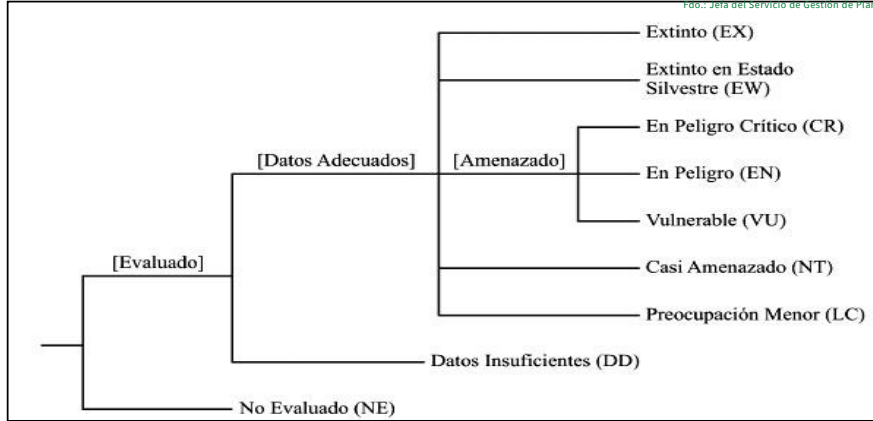 Fdo.: Jefa del Servicio de Gestión de
Extinto (EX)
Extinto en Estado
Silvestre (EW)
En Peligro Crítico (CR)
[Datos Adecuados]
[Amenazado]
En Peligro (EN)
Vulnerable (VU)
[Evaluado]
Casi Amenazado (NT)
Preocupación Menor (LC)
Datos Insuficientes (DD)
No Evaluado (NE)